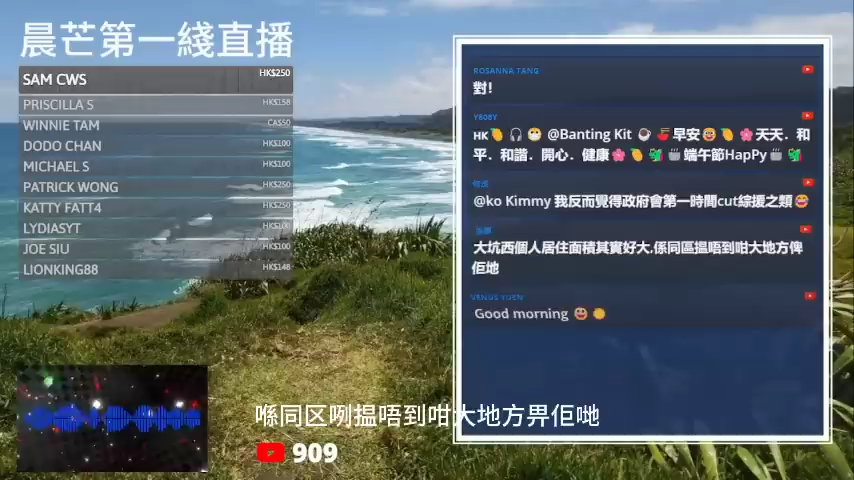 晨芒第一綫直播
SAM CWS HK$250
PRISCILLA S HK$158
WINNIE TAM CA$50
DODO CHAN HK$100
MICHAEL S HK$100
PATRICK WONG HK$250
KATTY FATT4 HK$250
LYDIASYT
JOE SIU HK$100
LIONKING88 HK$148
ROSANNA TANG
對!
HK🥭 🎧 😷 @Banting Kit ☕ 早安 🥭 🌸天天．和
平．和諧．開心．健康🌸 🥭 🐲 ☕端午節HapPy☕ 🐲
@ko Kimmy 我反而覺得政府會第一時間cut綜援之類😂
大坑西個人居住面積其實好大.係同區搵唔到咁大地方俾
佢地
VENUS YUEN
Good morning
喺同区咧揾唔到咁大地方畀佢哋
909